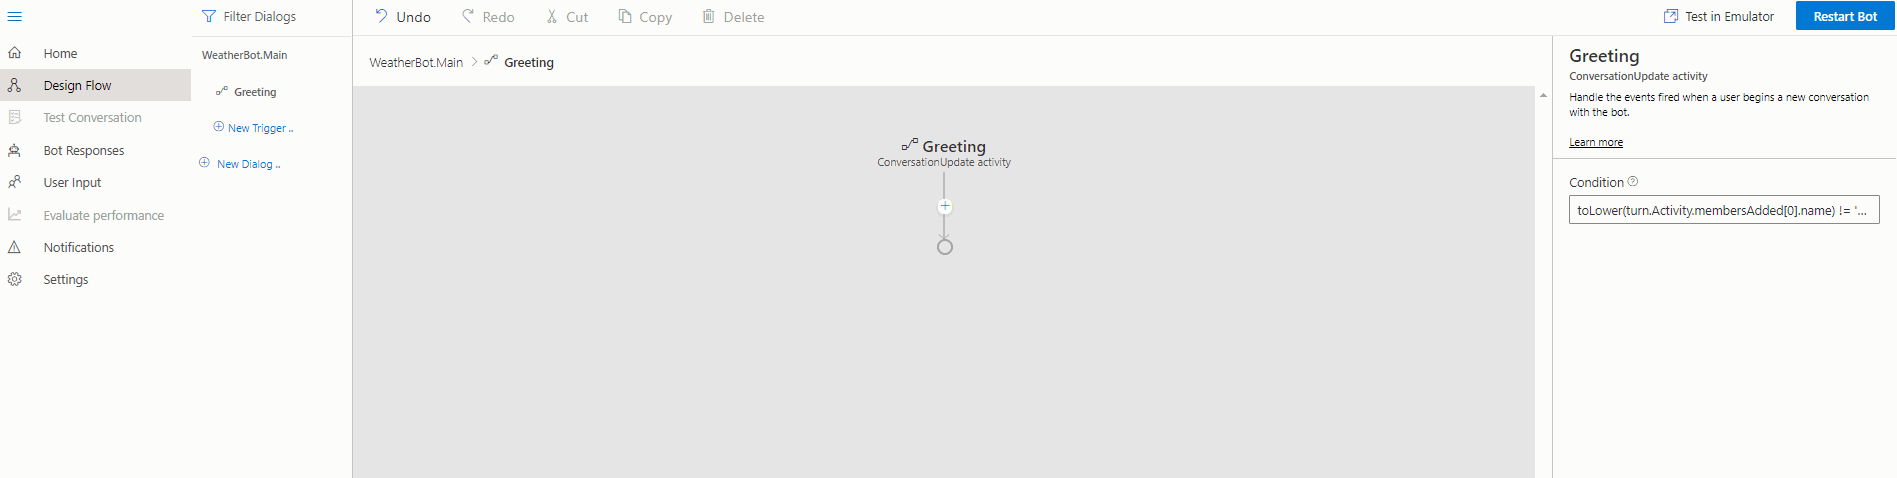 Home
Design Flow
Test Conversation
Bot Responses
User Input
Evaluate performance
Notifications
Settings
Filter Dialogs
WeatherBot.Main
Greeting
New Trigger ..
New Dialog ..
Undo
Redo
Cut
Copy
Delete
Test in Emulator
Restart Bot
WeatherBot.Main > Greeting
Greeting
ConversationUpdate activity
Greeting
ConversationUpdate activity
Handle the events fired when a user begins a new conversation
with the bot.
Learn more
Condition
toLower(turn.Activity.membersAdded[0].name) != '...